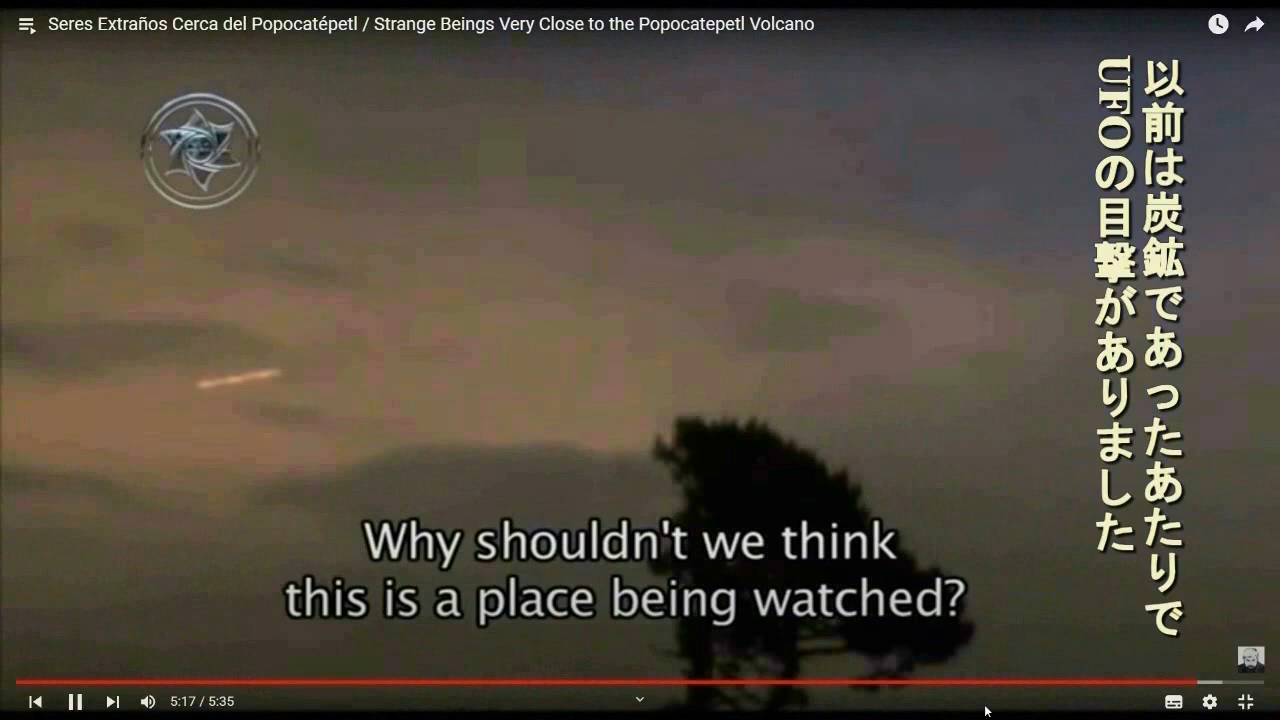 Seres Extraños Cerca del Popocatépetl / Strange Beings Very Close to the Popocatepetl Volcano
以前は炭鉱であったあたりで
UFOの目撃がありました
Why shouldn't we think
this is a place being watched?
5:17 / 5:35